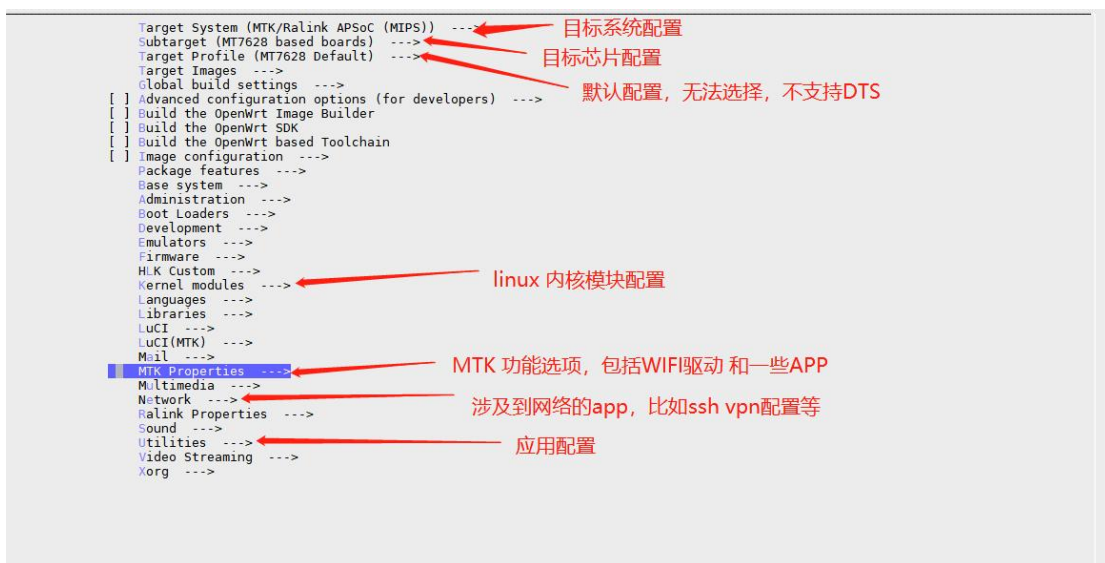 Target System (MTK/Ralink APSoC (MIPS))  ---> 目标系统配置
Subtarget (MT7628 based boards)  --->
Target Profile (MT7628 Default)  ---> 目标芯片配置
Target Images  --->
Global build settings  ---> 默认配置，无法选择，不支持DTS
[ ] Advanced configuration options (for developers)  --->
[ ] Build the OpenWrt Image Builder
[ ] Build the OpenWrt SDK
[ ] Build the OpenWrt based Toolchain
[ ] Image configuration  --->
Package features  --->
Base system  --->
Administration  --->
Boot Loaders  --->
Development  --->
Emulators  --->
Firmware  --->
HLK Custom  --->
Kernel modules  ---> linux 内核模块配置
Languages  --->
Libraries  --->
LuCI  --->
LuCI(MTK)  --->
Mail  --->
MTK Properties  ---> MTK 功能选项，包括WIFI驱动 和一些APP
Multimedia  --->
Network  ---> 涉及到网络的app，比如ssh vpn配置等
Ralink Properties  --->
Sound  --->
Utilities  ---> 应用配置
Video Streaming  --->
Xorg  --->